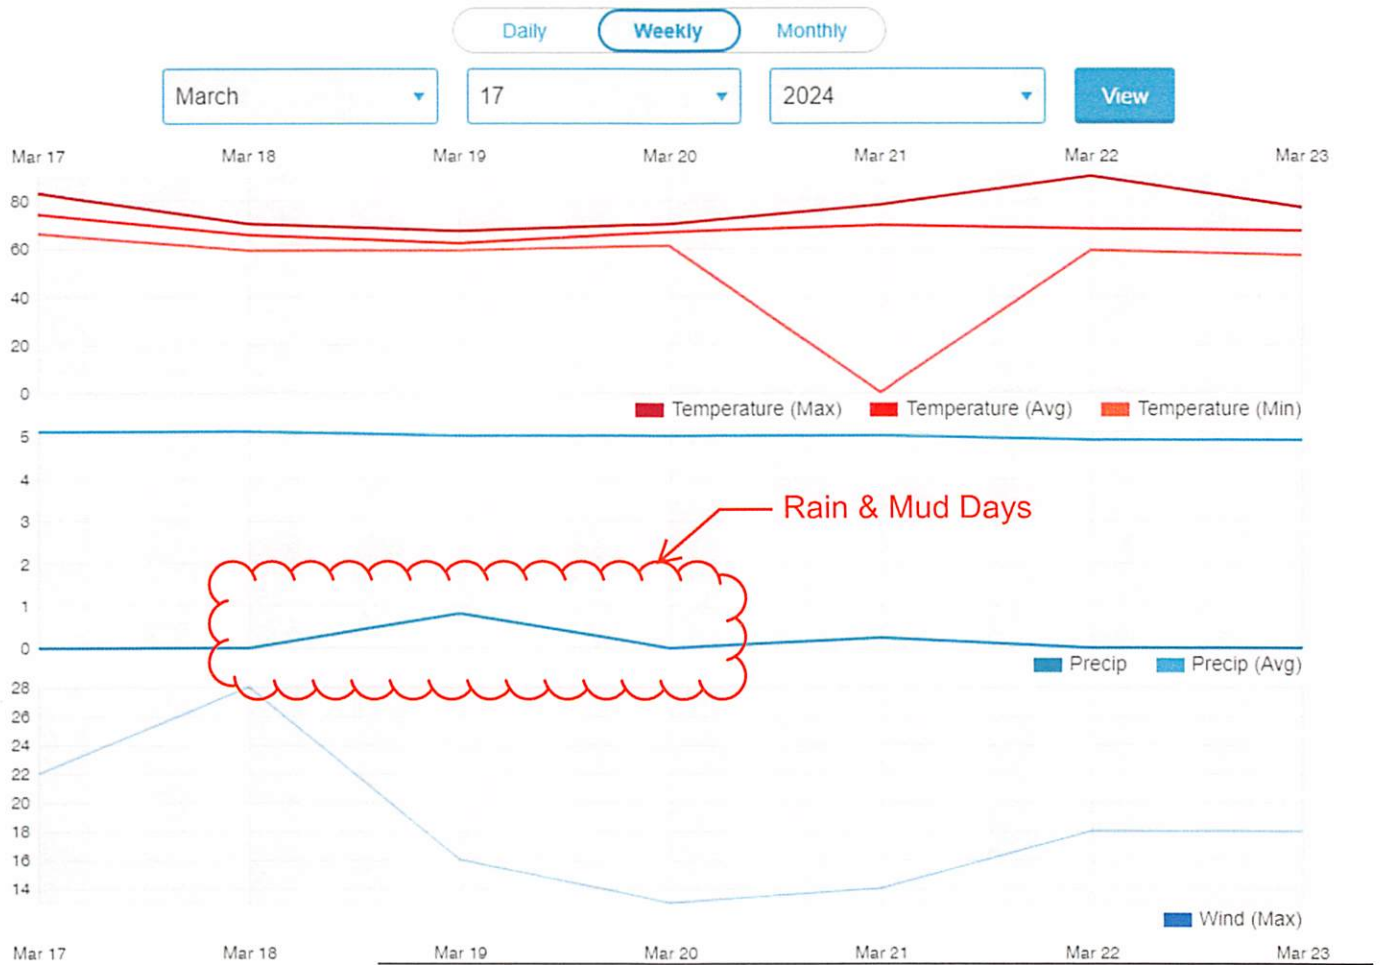 Daily Weekly Monthly
March 17 2024 View
Mar 17 Mar 18 Mar 19 Mar 20 Mar 21 Mar 22 Mar 23
80
60
40
20
0
Temperature (Max) Temperature (Avg) Temperature (Min)
5
4
3
Rain & Mud Days
2
1
0
Precip Precip (Avg)
28
26
24
22
20
18
16
14
Wind (Max)
Mar 17 Mar 18 Mar 19 Mar 20 Mar 21 Mar 22 Mar 23